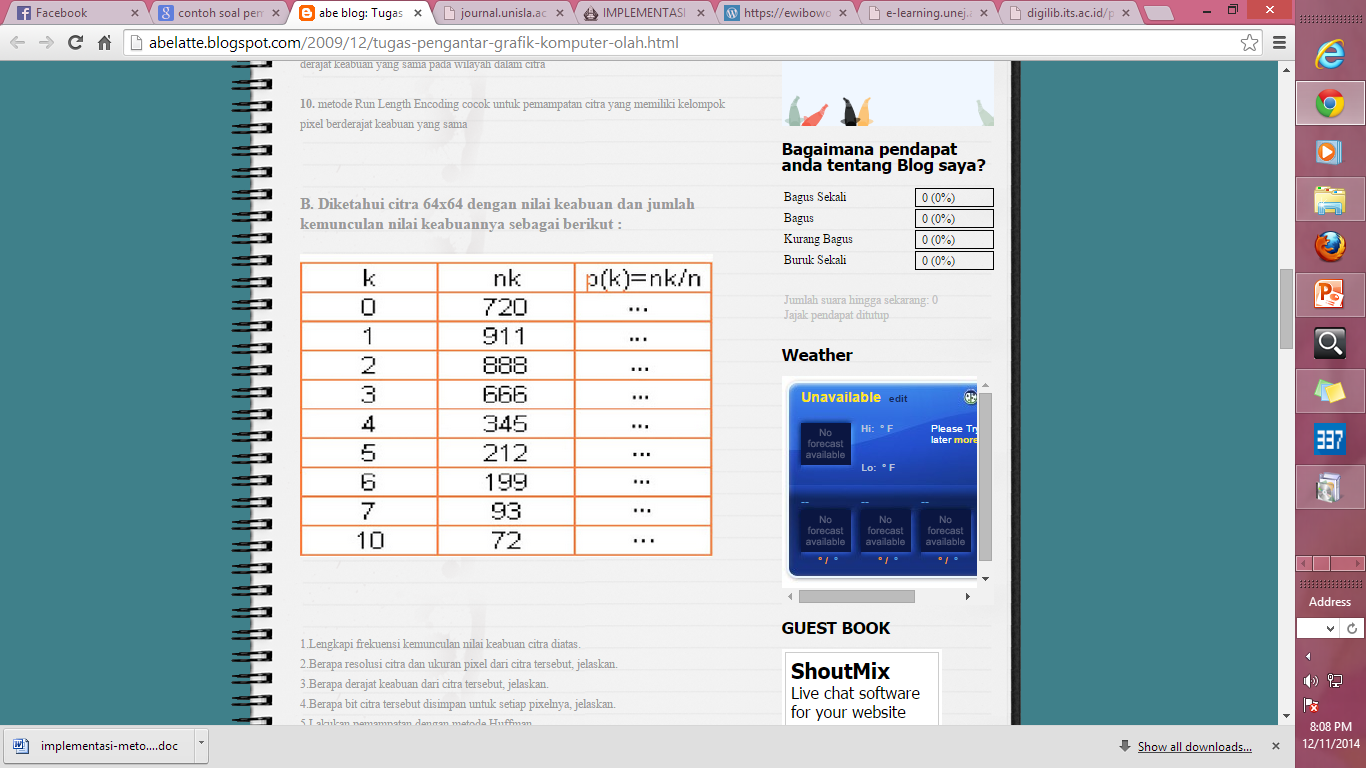 Facebook
contoh soal pem
abe blog: Tugas
journal.unisla.ac
IMPLEMENTASI
https://ewibowo
e-learning.unej.
digilib.its.ac.id/p
abelatte.blogspot.com/2009/12/tugas-pengantar-grafik-komputer-olah.html
derajat keabuan yang sama pada wilayah dalam citra
10. metode Run Length Encoding cocok untuk pemampatan citra yang memiliki kelompok
pixel berderajat keabuan yang sama
B. Diketahui citra 64x64 dengan nilai keabuan dan jumlah
kemunculan nilai keabuannya sebagai berikut :
k nk p(k)=nk/n
0 720 ...
1 911 ...
2 888 ...
3 666 ...
4 345 ...
5 212 ...
6 199 ...
7 93 ...
10 72 ...
1.Lengkapi frekuensi kemunculan nilai keabuan citra diatas.
2.Berapa resolusi citra dan ukuran pixel dari citra tersebut, jelaskan.
3.Berapa derajat keabuan dari citra tersebut, jelaskan.
4.Berapa bit citra tersebut disimpan untuk setiap pixelnya, jelaskan.
5.Lakukan pemampatan dengan metode Huffman
Bagaimana pendapat
anda tentang Blog saya?
Bagus Sekali 0 (0%)
Bagus 0 (0%)
Kurang Bagus 0 (0%)
Buruk Sekali 0 (0%)
Jumlah suara hingga sekarang: 0
Jajak pendapat ditutup
Weather
Unavailable edit
No
forecast
available
Hi: ° F
Lo: ° F
Please Try
later more
-- -- --
No No No
forecast forecast forecast
available available available
° / ° ° / ° ° / °
GUEST BOOK
ShoutMix
Live chat software
for your website
implementasi-meto....doc
Show all downloads...
337
Address
8:08 PM
12/11/2014